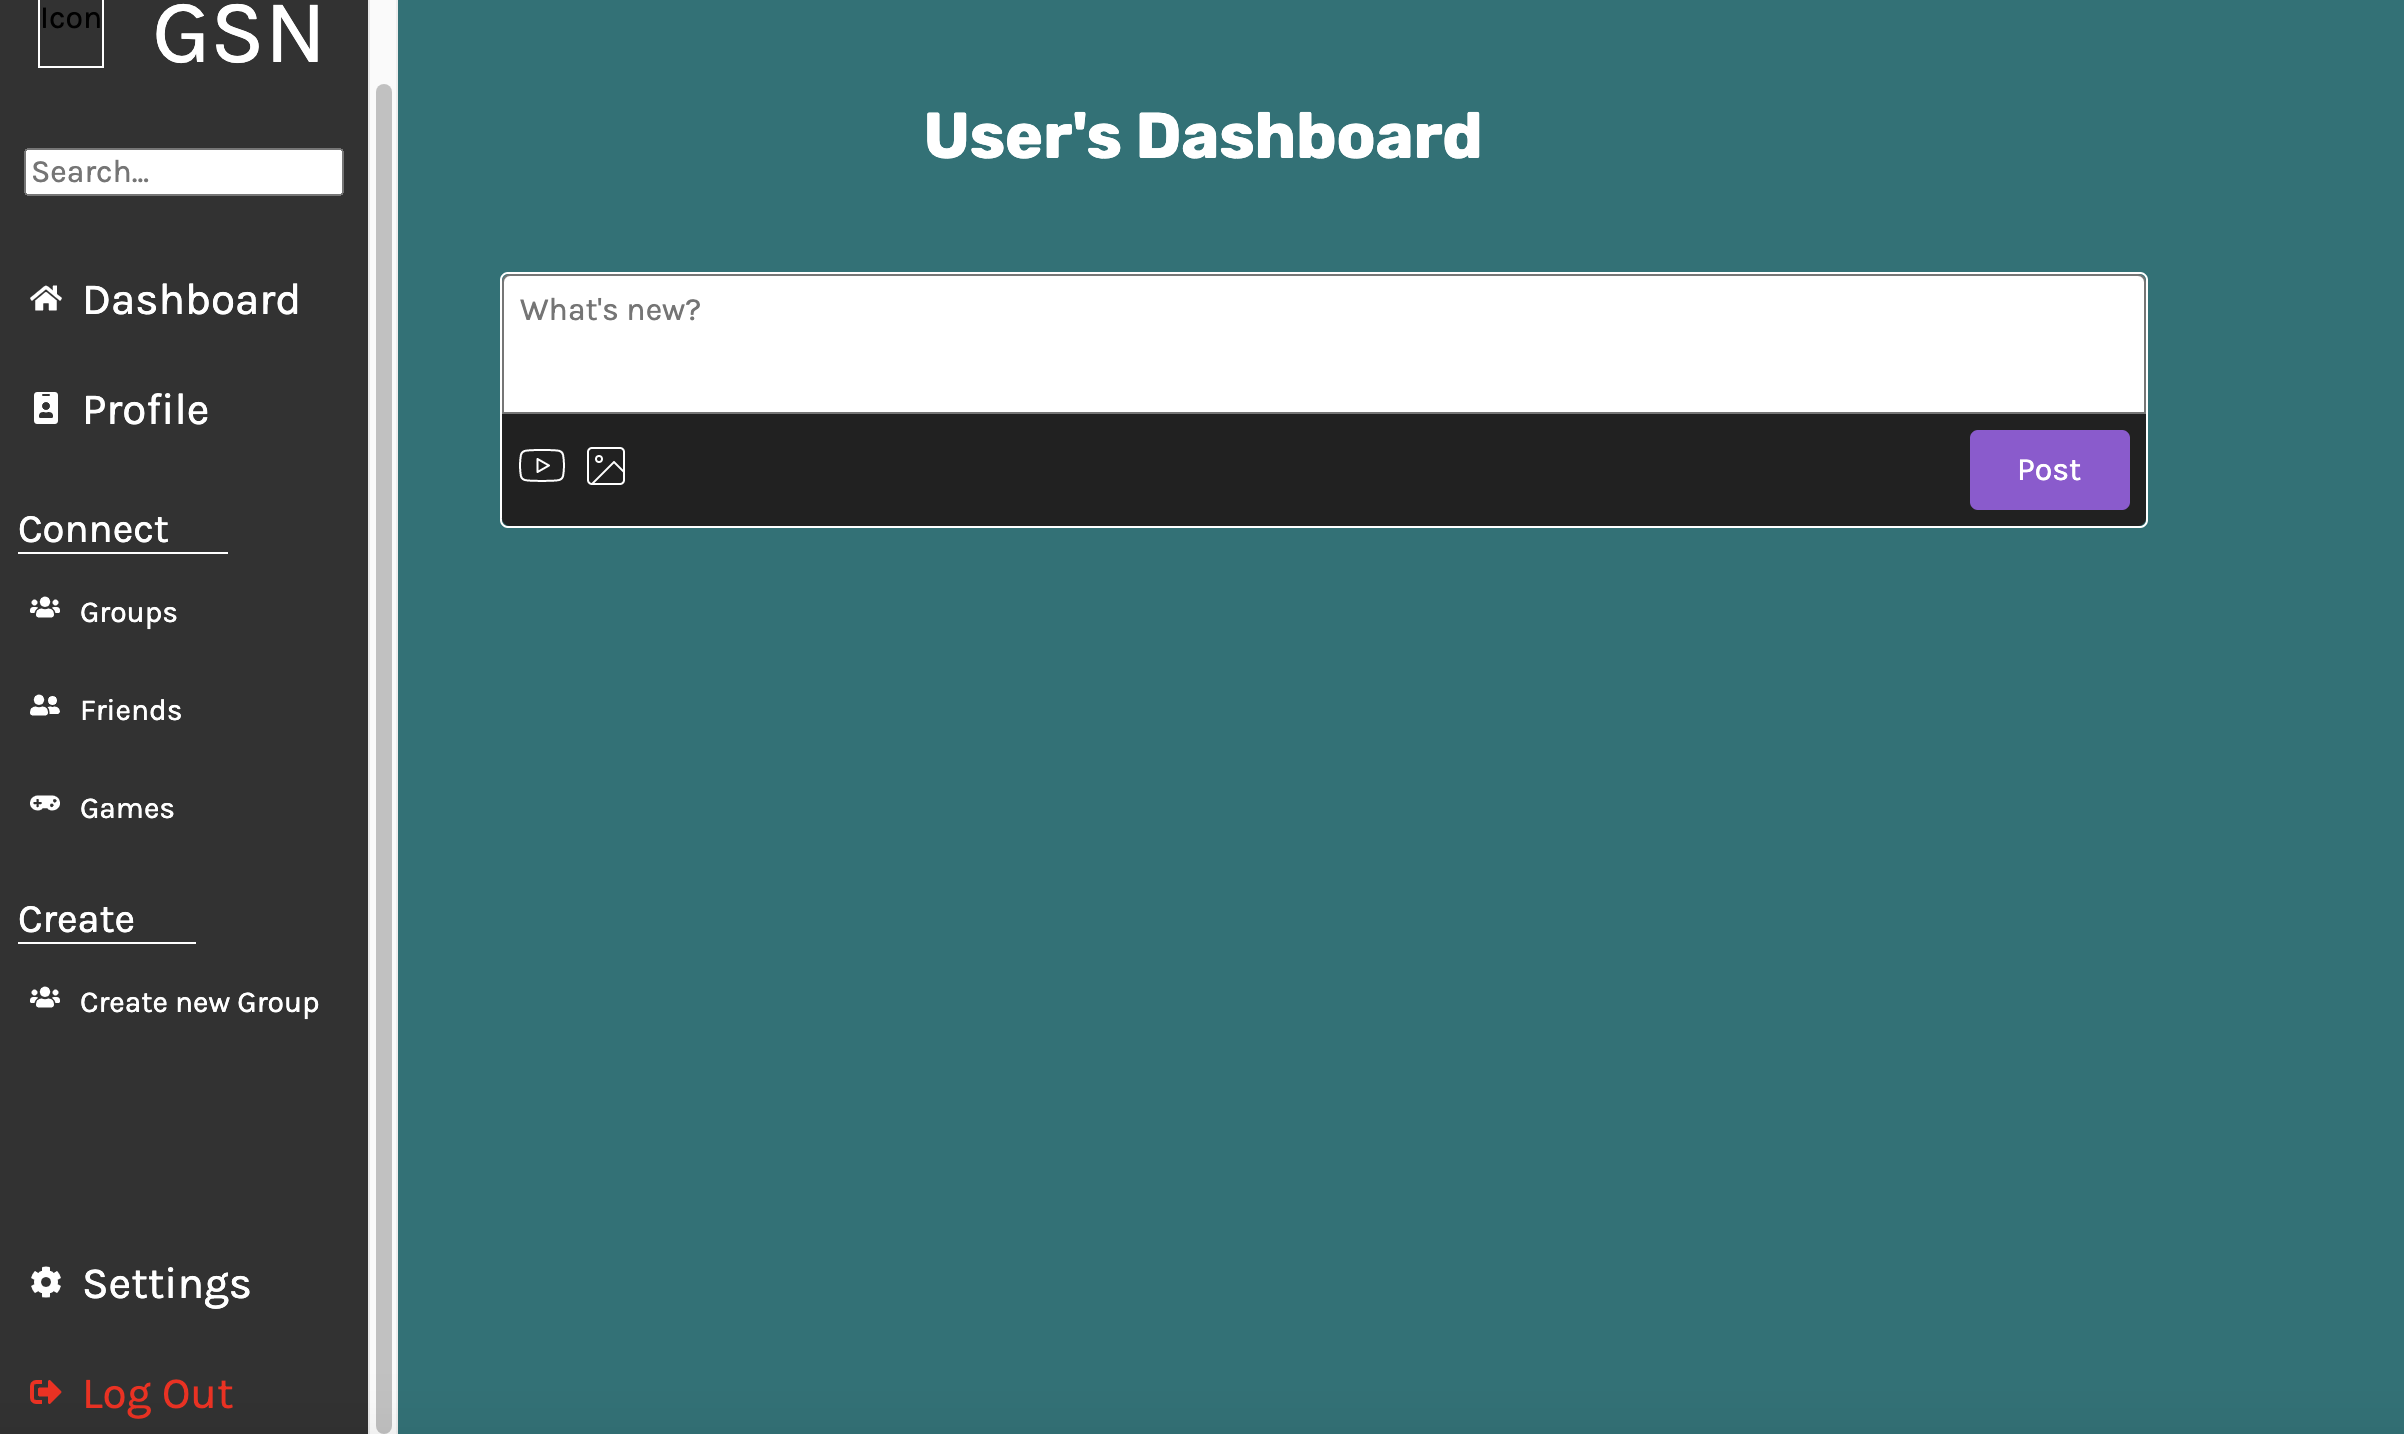 Icon GSN
Search...
Dashboard
Profile
Connect
Groups
Friends
Games
Create
Create new Group
Settings
Log Out
User's Dashboard
What's new?
Post